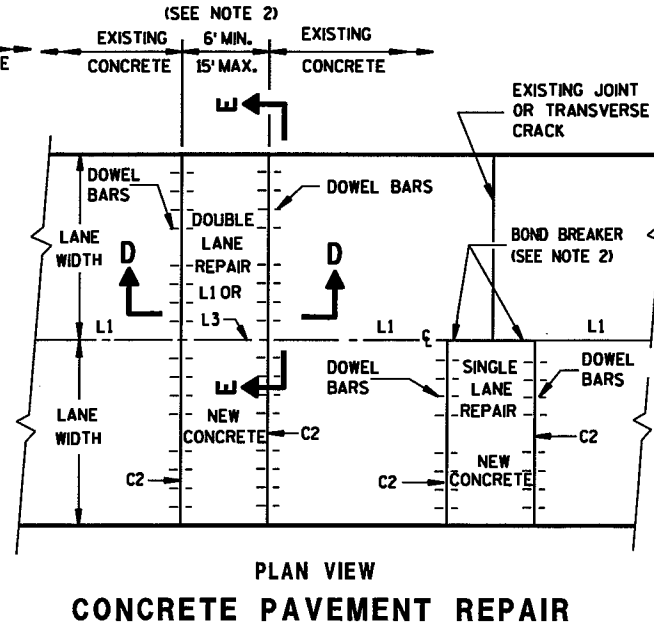 (SEE NOTE 2)
EXISTING 6' MIN. EXISTING
E CONCRETE 15' MAX. CONCRETE
E
EXISTING JOINT
OR TRANSVERSE
CRACK
DOWEL
BARS
DOWEL BARS
DOUBLE
LANE
REPAIR
L1 OR
L3
LANE
WIDTH
D
D
BOND BREAKER
(SEE NOTE 2)
L1
L1
L1
E
DOWEL
BARS
SINGLE
LANE
REPAIR
DOWEL
BARS
LANE
WIDTH
NEW
CONCRETE
C2
C2
C2
C2
NEW
CONCRETE
PLAN VIEW
CONCRETE PAVEMENT REPAIR